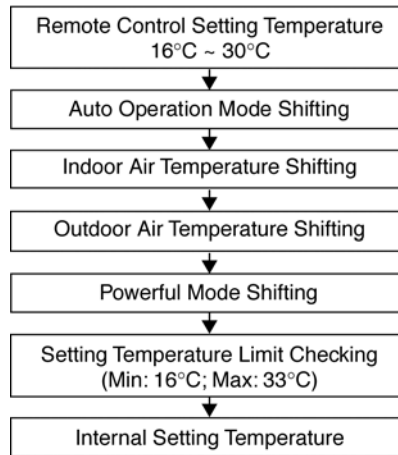 Remote Control Setting Temperature
16°C ~ 30°C
Auto Operation Mode Shifting
Indoor Air Temperature Shifting
Outdoor Air Temperature Shifting
Powerful Mode Shifting
Setting Temperature Limit Checking
(Min: 16°C; Max: 33°C)
Internal Setting Temperature